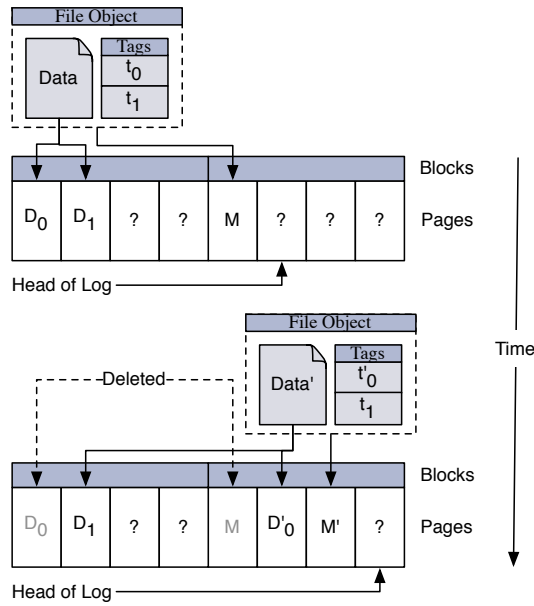 File Object
Data
Tags
t0
t1
Blocks
D0 D1 ? ? M ? ? ? Pages
Head of Log
Time
File Object
Data'
Tags
t'0
t1
Deleted
Blocks
D0 D1 ? ? M D'0 M' ? Pages
Head of Log